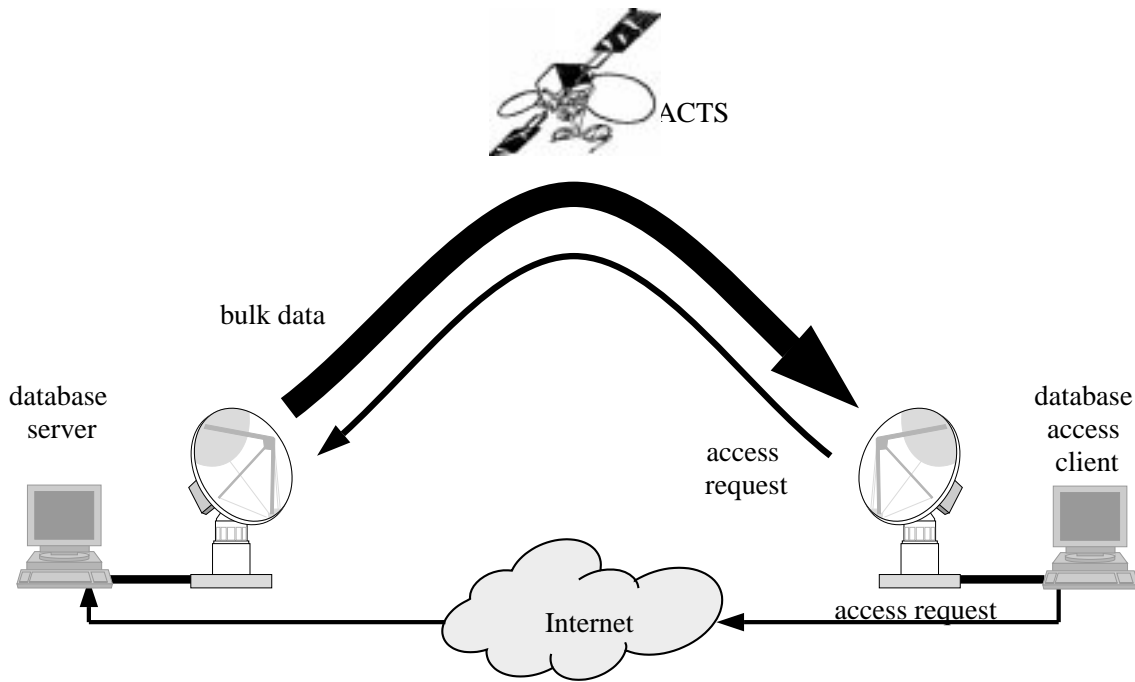 ACTS
bulk data
database
server
database
access
client
access
request
access request
Internet